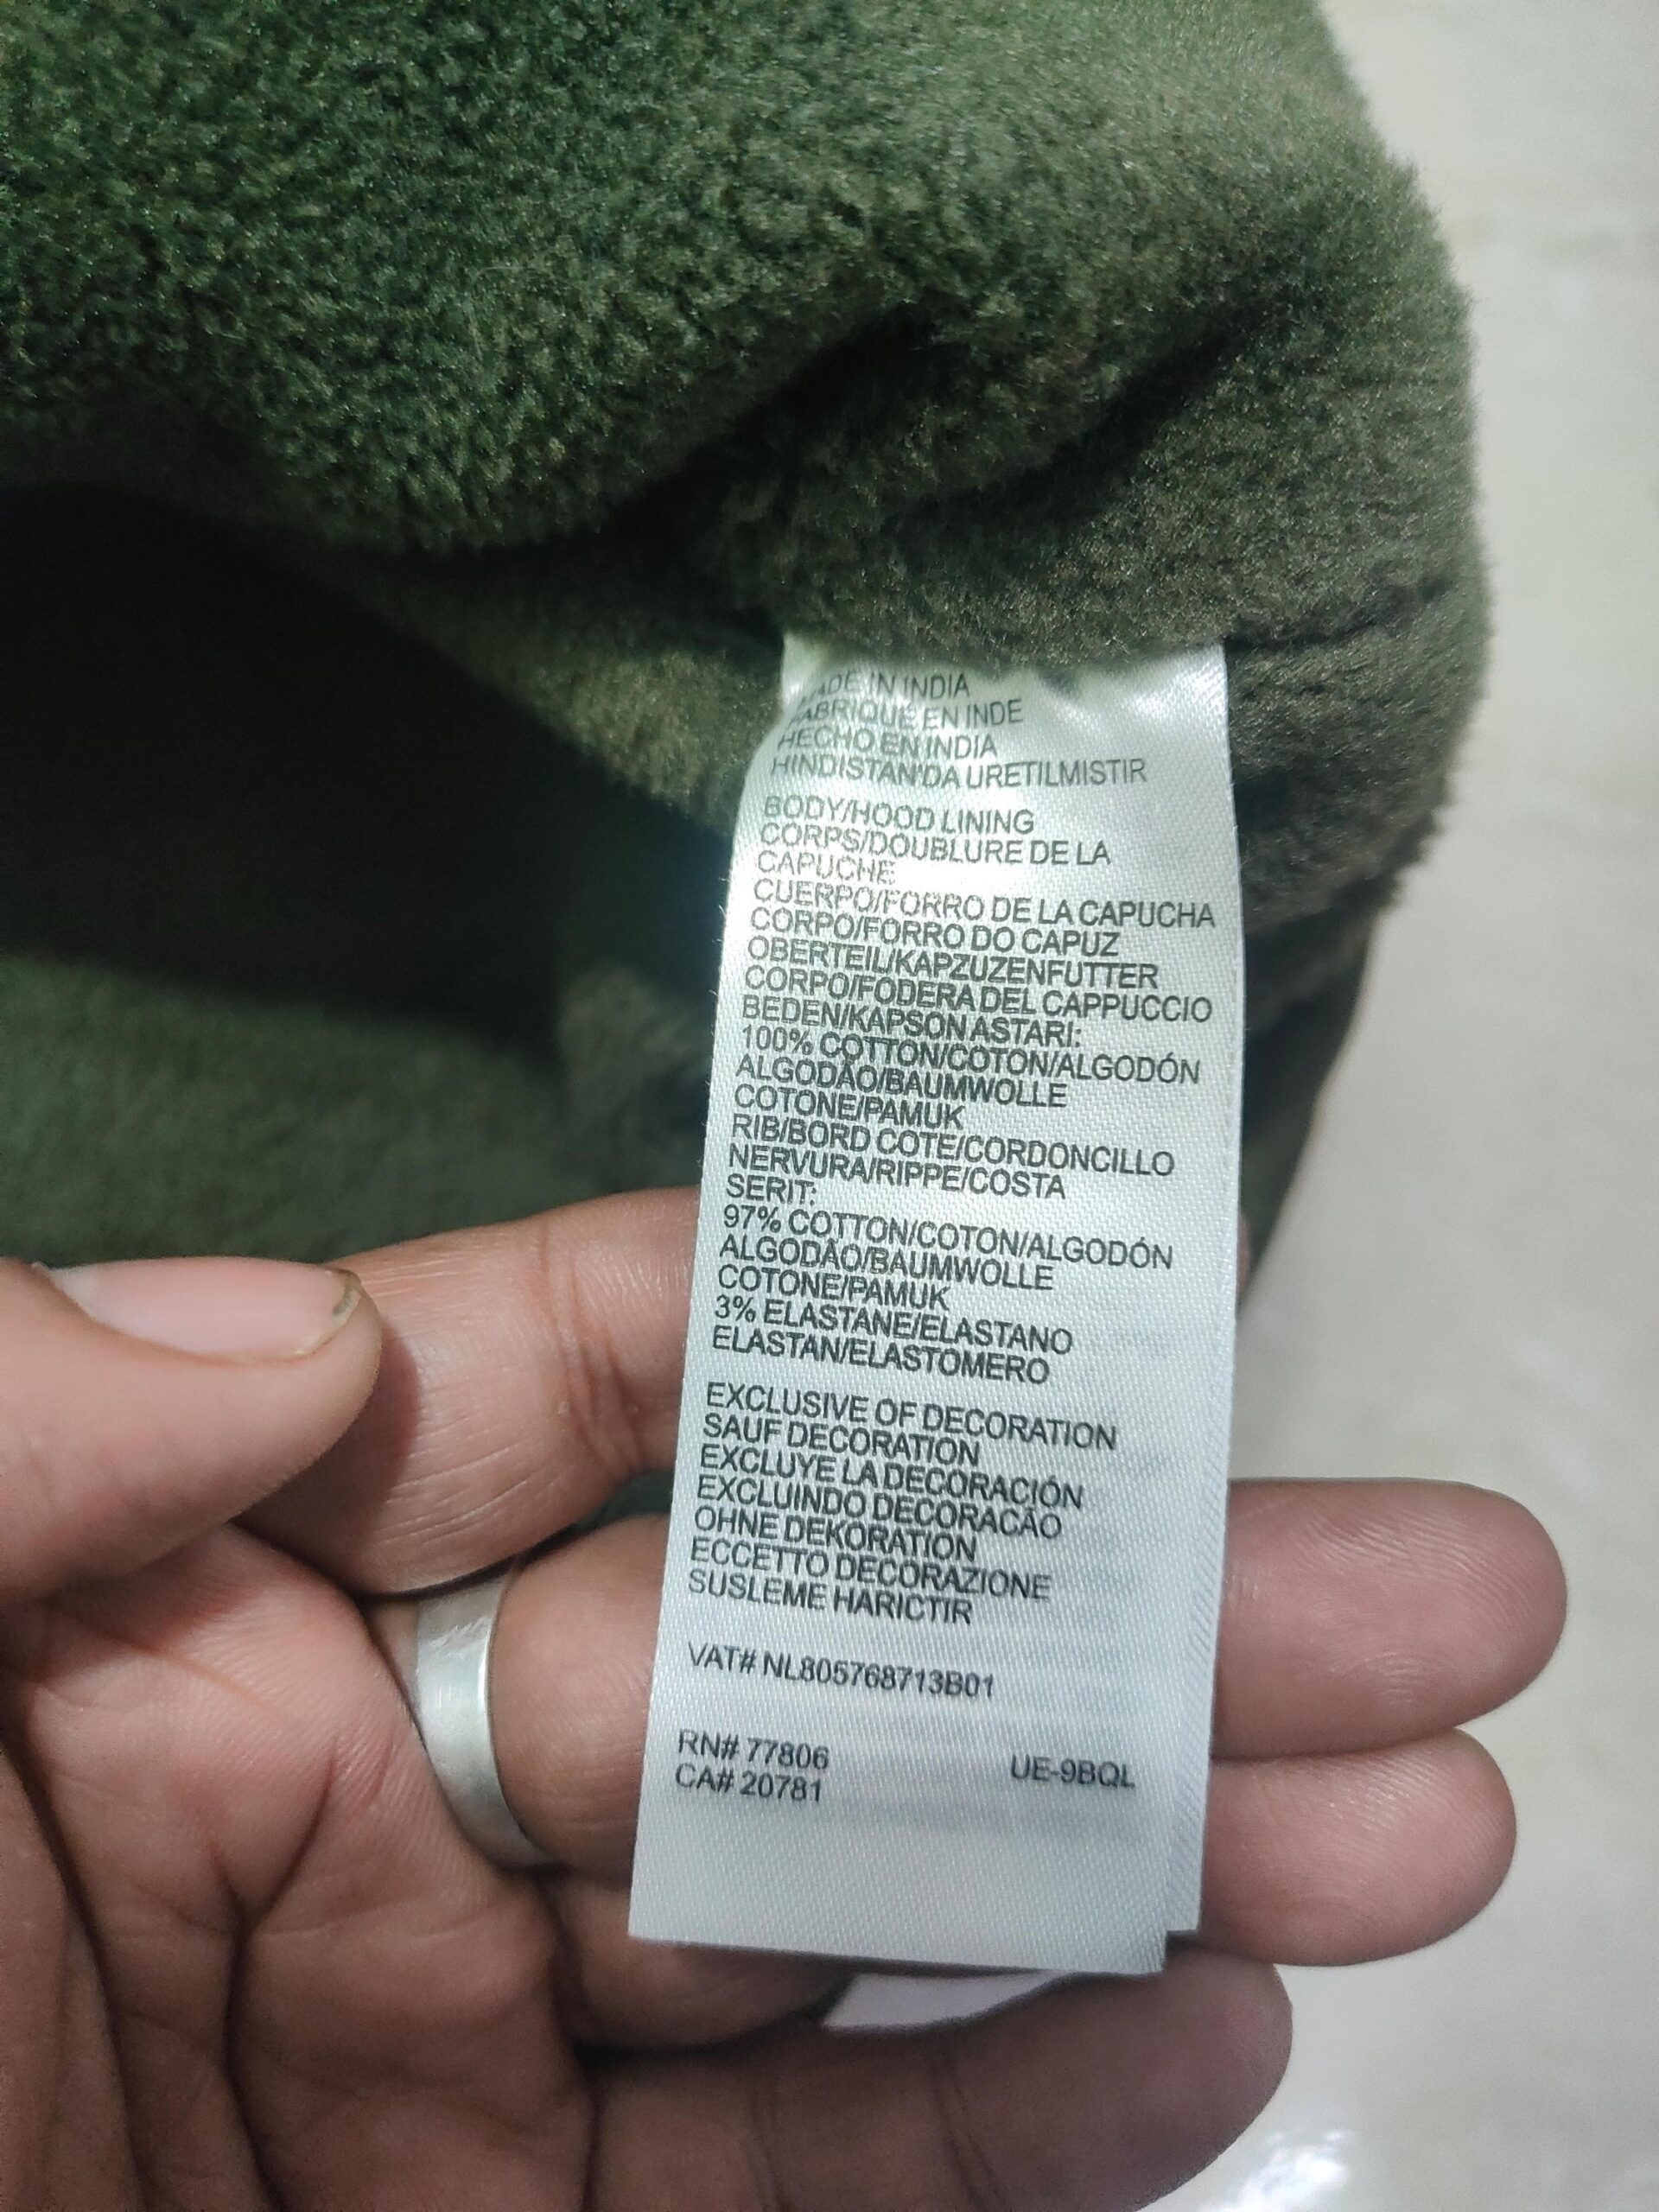 MADE IN INDIA
FABRIQUÉ EN INDE
HECHO EN INDIA
HINDISTAN'DA URETILMISTIR
BODY/HOOD LINING
CORPS/DOUBLURE DE LA
CAPUCHE
CUERPO/FORRO DE LA CAPUCHA
CORPO/FORRO DO CAPUZ
OBERTEIL/KAPZUZENFUTTER
CORPO/FODERA DEL CAPPUCCIO
BEDEN/KAPSON ASTARI:
100% COTTON/COTON/ALGODÓN
ALGODÃO/BAUMWOLLE
COTONE/PAMUK
RIB/BORD COTE/CORDONCILLO
NERVURA/RIPPE/COSTA
SERIT:
97% COTTON/COTON/ALGODÓN
ALGODÃO/BAUMWOLLE
COTONE/PAMUK
3% ELASTANE/ELASTANO
ELASTAN/ELASTOMERO
EXCLUSIVE OF DECORATION
SAUF DECORATION
EXCLUYE LA DECORACIÓN
EXCLUINDO DECORACÃO
OHNE DEKORATION
ECCETTO DECORAZIONE
SUSLEME HARICTIR
VAT# NL805768713B01
RN# 77806 UE-9BQL
CA# 20781